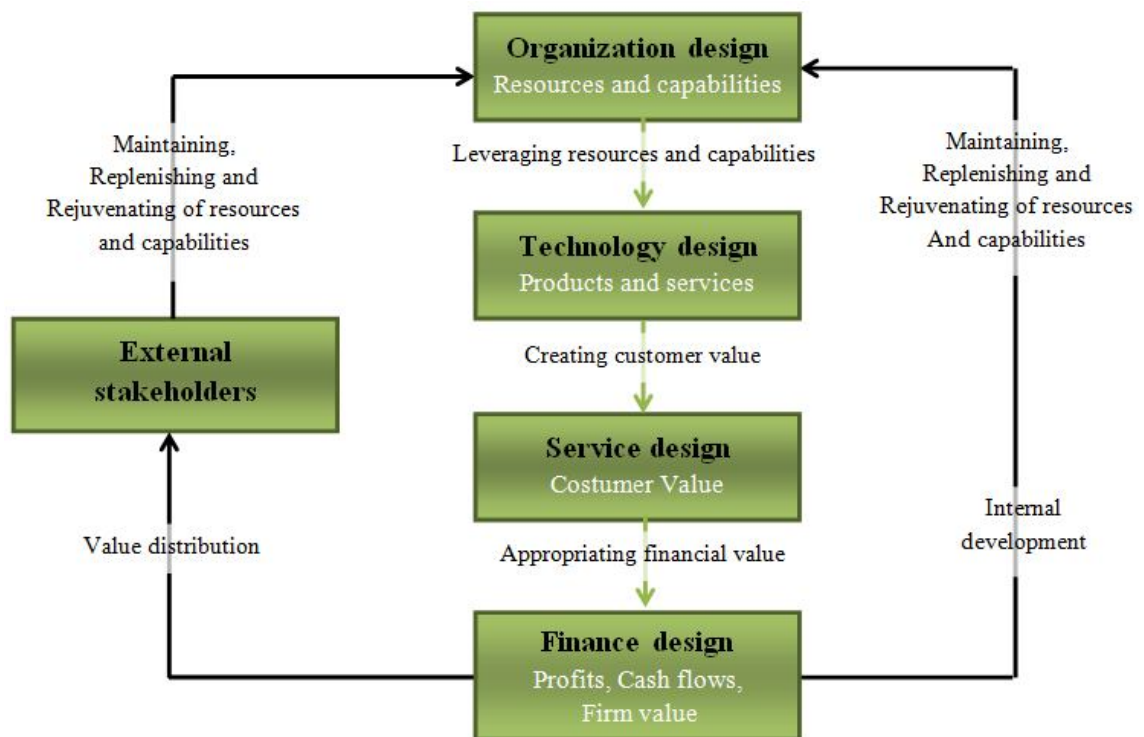 Organization design
Resources and capabilities
Maintaining,
Replenishing and
Rejuvenating of resources
and capabilities
Leveraging resources and capabilities
Maintaining,
Replenishing and
Rejuvenating of resources
And capabilities
Technology design
Products and services
External
stakeholders
Creating customer value
Service design
Costumer Value
Value distribution
Appropriating financial value
Internal
development
Finance design
Profits, Cash flows,
Firm value